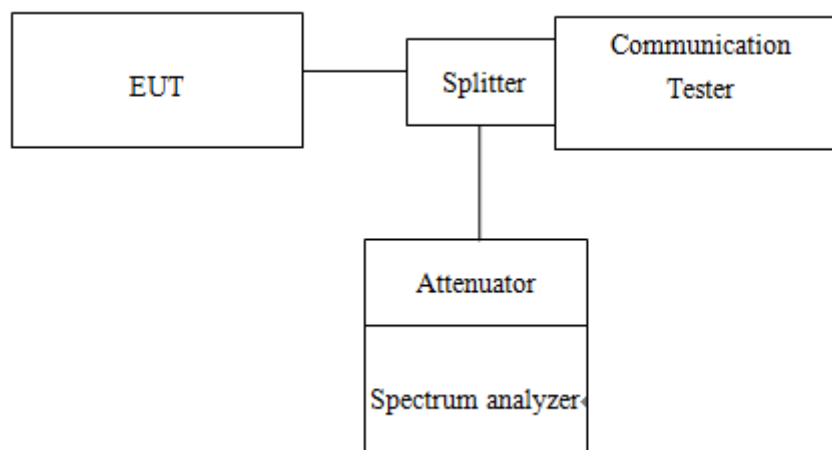 EUT
Splitter
Communication
Tester
Attenuator
Spectrum analyzer